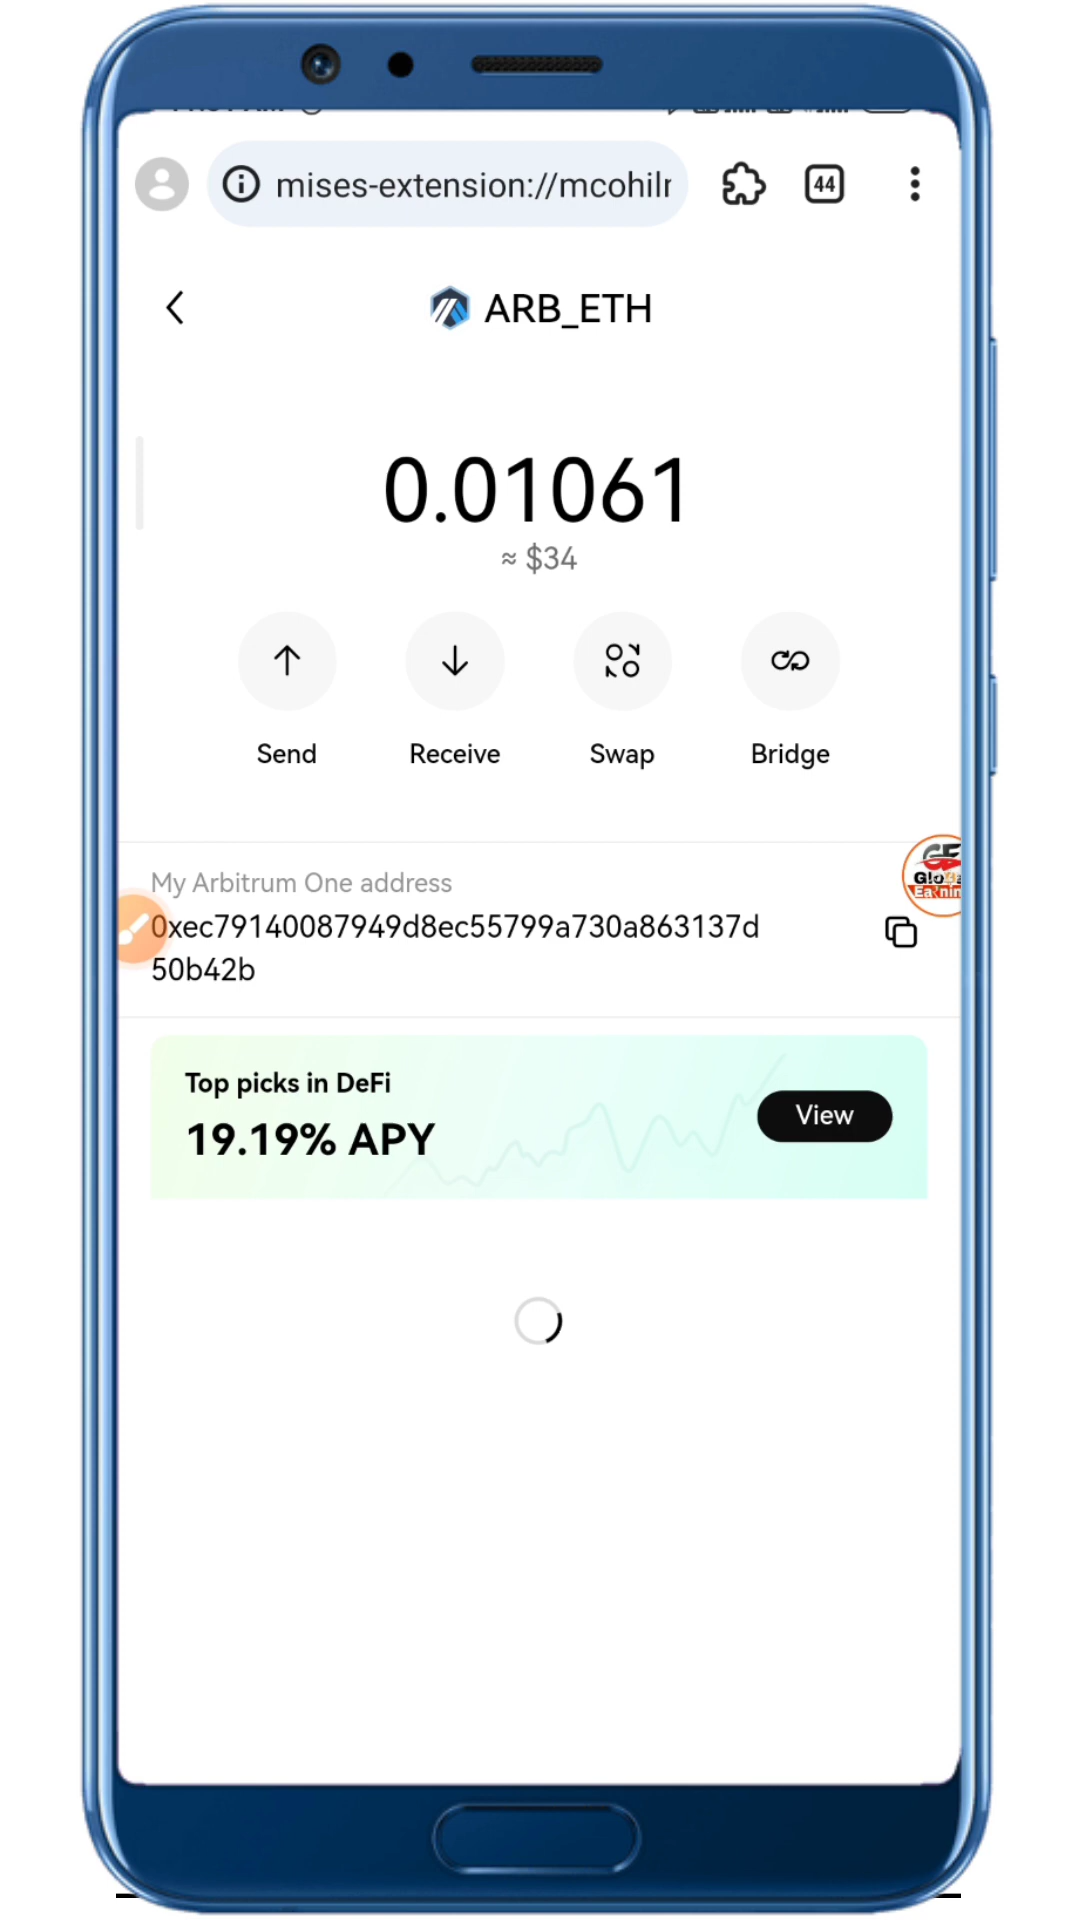 mises-extension://mcohilr
44
ARB_ETH
0.01061
≈ $34
Send
Receive
Swap
Bridge
My Arbitrum One address
0xec79140087949d8ec55799a730a863137d
50b42b
Top picks in DeFi
19.19% APY
View